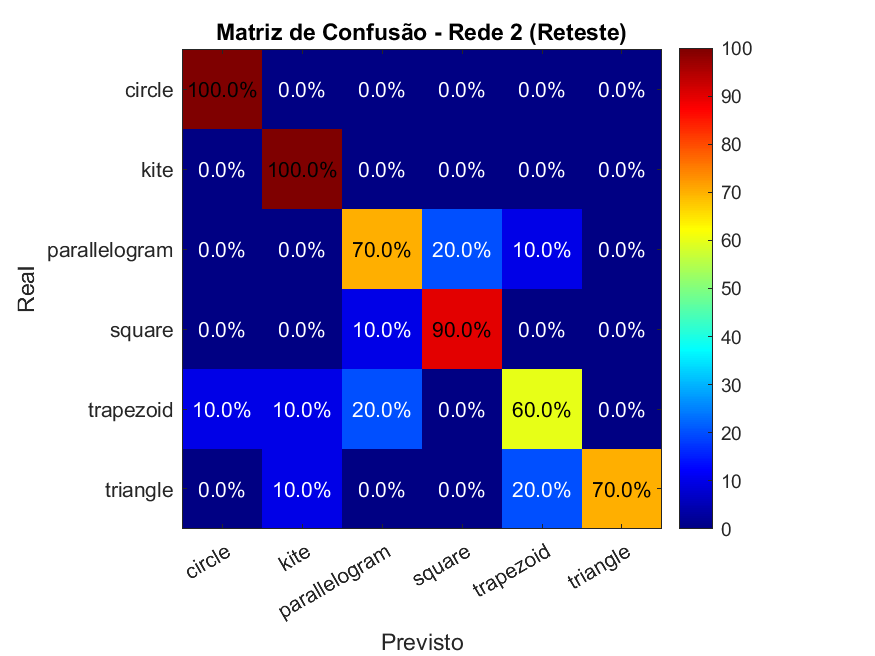 Matriz de Confusão - Rede 2 (Reteste)
Real
circle 100.0% 0.0% 0.0% 0.0% 0.0% 0.0%
kite 0.0% 100.0% 0.0% 0.0% 0.0% 0.0%
parallelogram 0.0% 0.0% 70.0% 20.0% 10.0% 0.0%
square 0.0% 0.0% 10.0% 90.0% 0.0% 0.0%
trapezoid 10.0% 10.0% 20.0% 0.0% 60.0% 0.0%
triangle 0.0% 10.0% 0.0% 0.0% 20.0% 70.0%
circle kite parallelogram square trapezoid triangle
Previsto
100
90
80
70
60
50
40
30
20
10
0